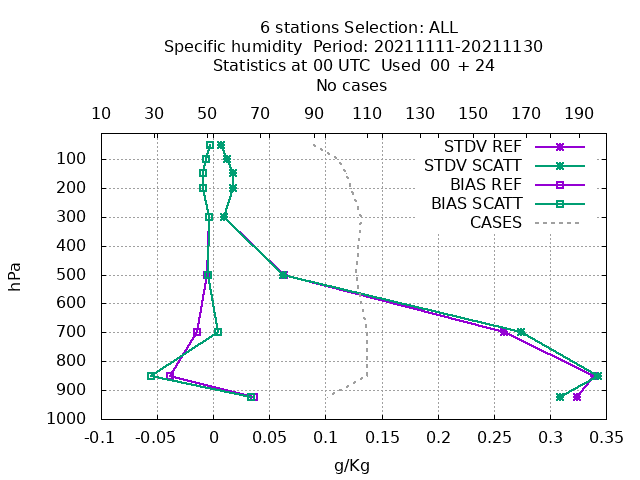 6 stations Selection: ALL
Specific humidity  Period: 20211111-20211130
Statistics at 00 UTC  Used  00 + 24
No cases
10 30 50 70 90 110 130 150 170 190
STDV REF
STDV SCATT
BIAS REF
BIAS SCATT
CASES
hPa
100
200
300
400
500
600
700
800
900
1000
-0.1 -0.05 0 0.05 0.1 0.15 0.2 0.25 0.3 0.35
g/Kg